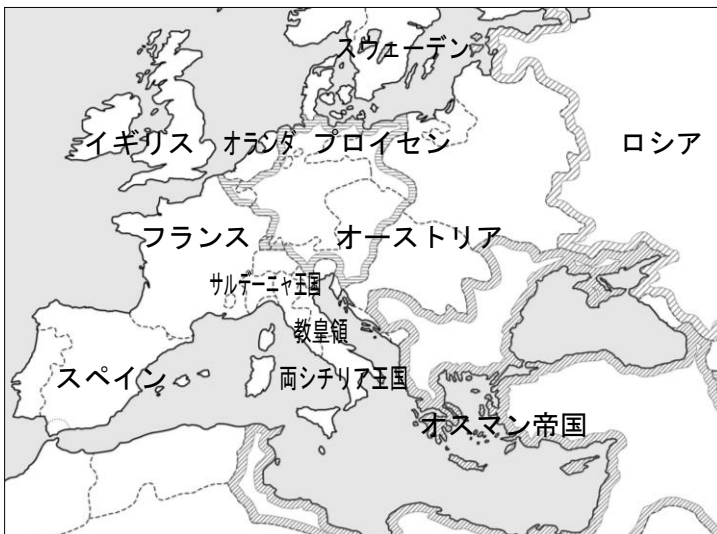 スウェーデン
イギリス
オランダ
プロイセン
ロシア
フランス
オーストリア
サルデーニャ王国
教皇領
スペイン
両シチリア王国
オスマン帝国